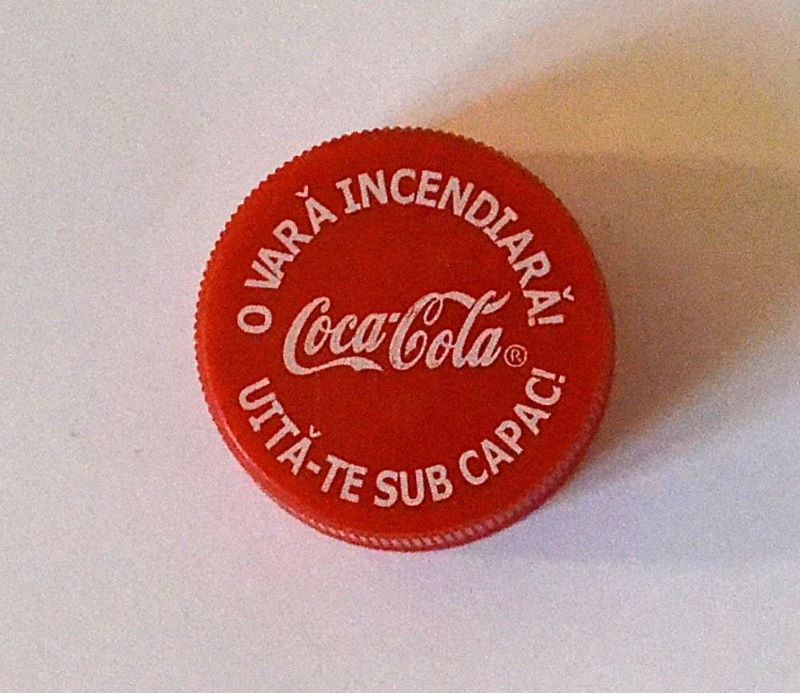 O VARĂ INCENDIARĂ!
Coca-Cola®
UITĂ-TE SUB CAPAC!